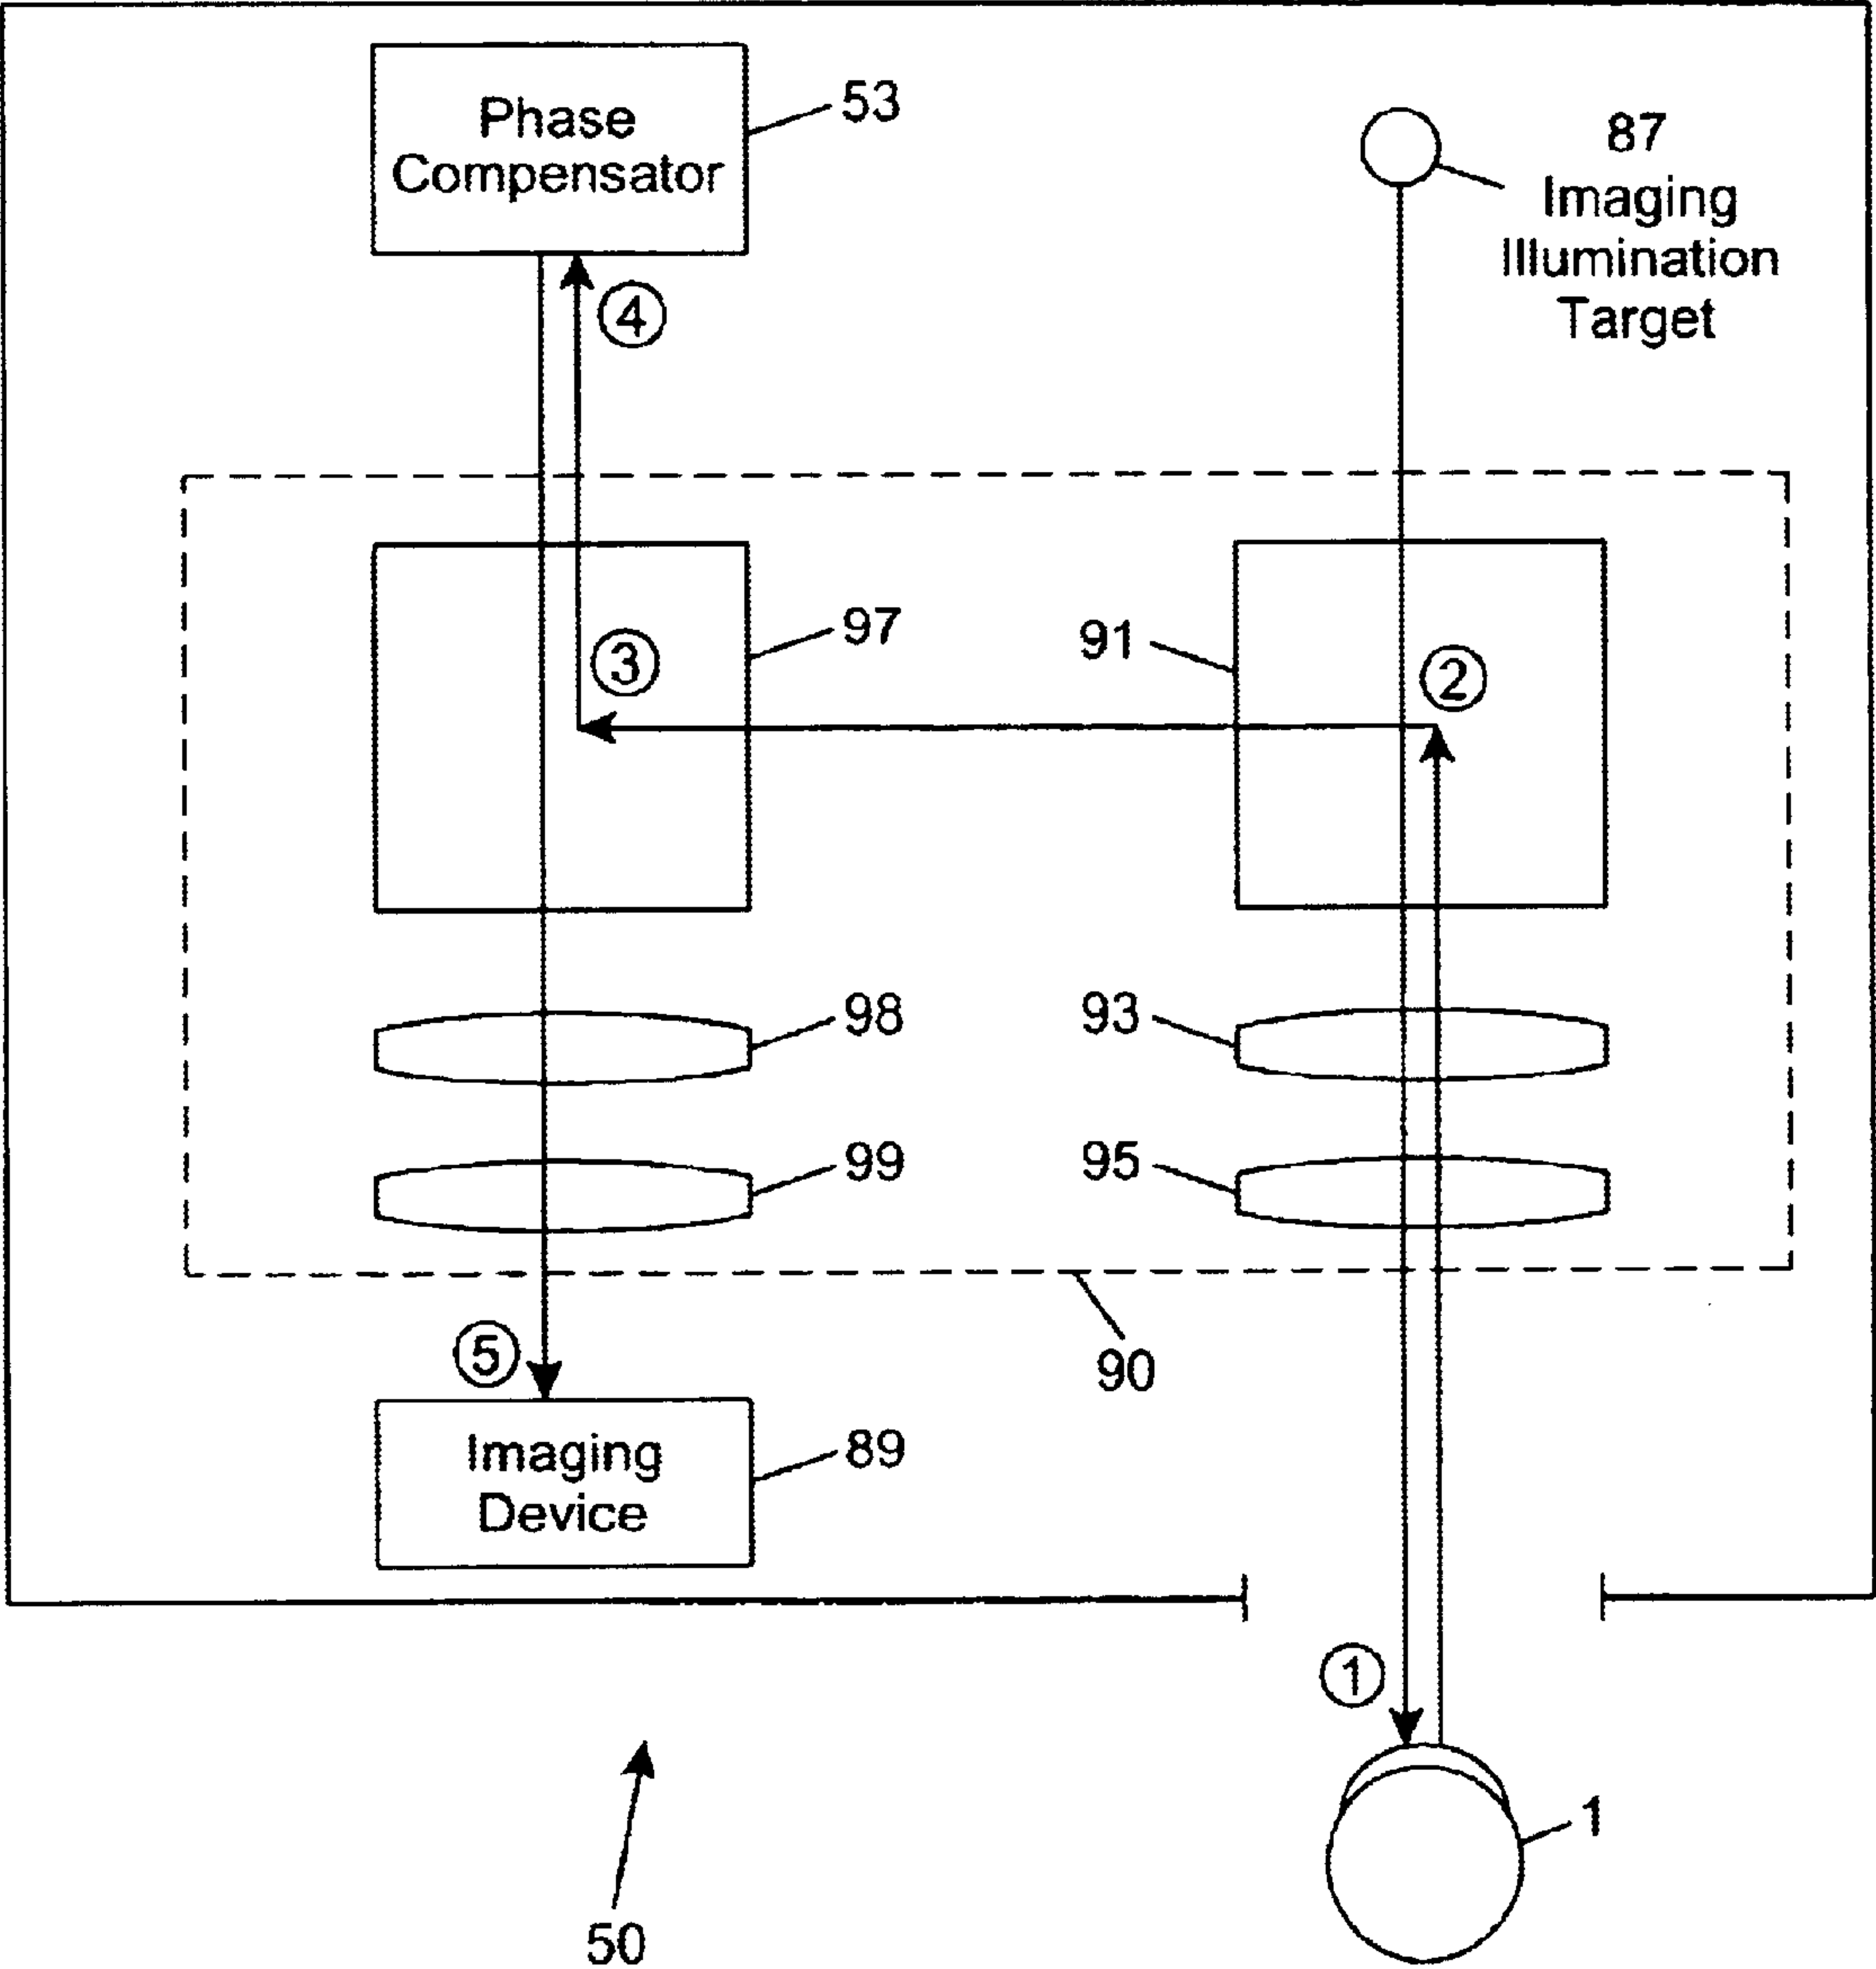 Phase
Compensator
53
87
Imaging
Illumination
Target
④
97
91
③
②
98
93
99
95
⑤
90
Imaging
Device
89
①
1
50